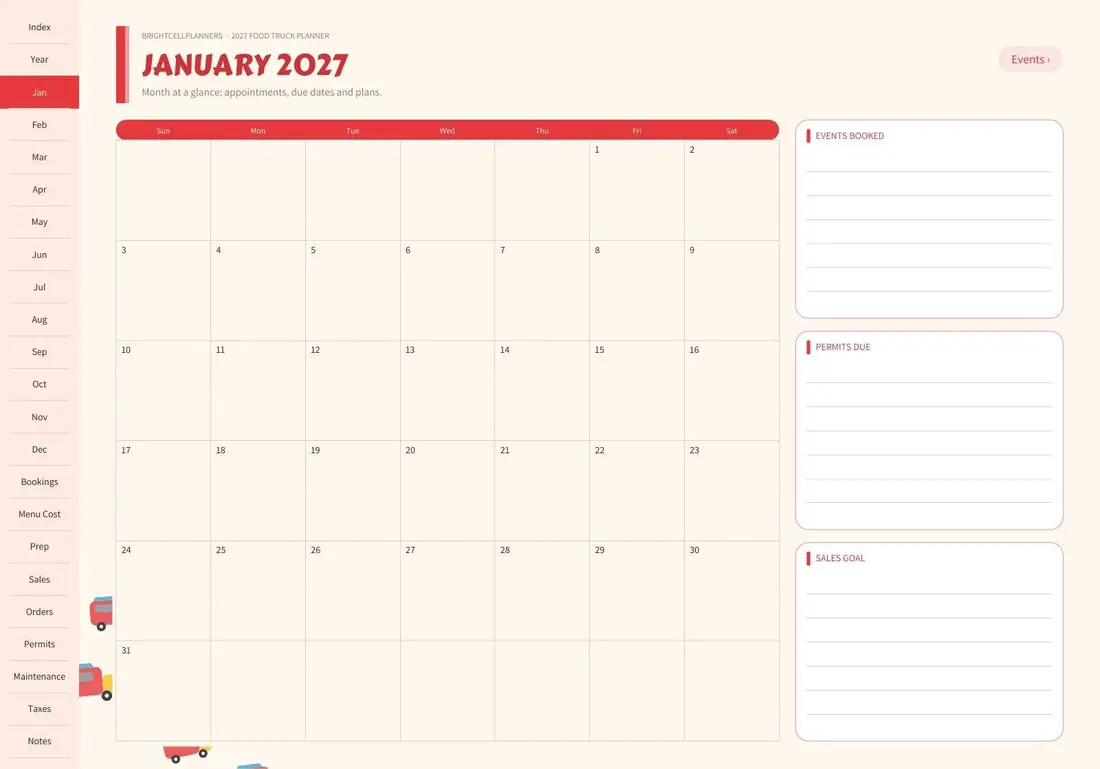 Index
Year
Jan
Feb
Mar
Apr
May
Jun
Jul
Aug
Sep
Oct
Nov
Dec
Bookings
Menu Cost
Prep
Sales
Orders
Permits
Maintenance
Taxes
Notes
BRIGHTCELLPLANNERS - 2027 FOOD TRUCK PLANNER
JANUARY 2027
Month at a glance: appointments, due dates and plans.
Events ›
Sun Mon Tue Wed Thu Fri Sat
1 2
3 4 5 6 7 8 9
10 11 12 13 14 15 16
17 18 19 20 21 22 23
24 25 26 27 28 29 30
31
EVENTS BOOKED
PERMITS DUE
SALES GOAL